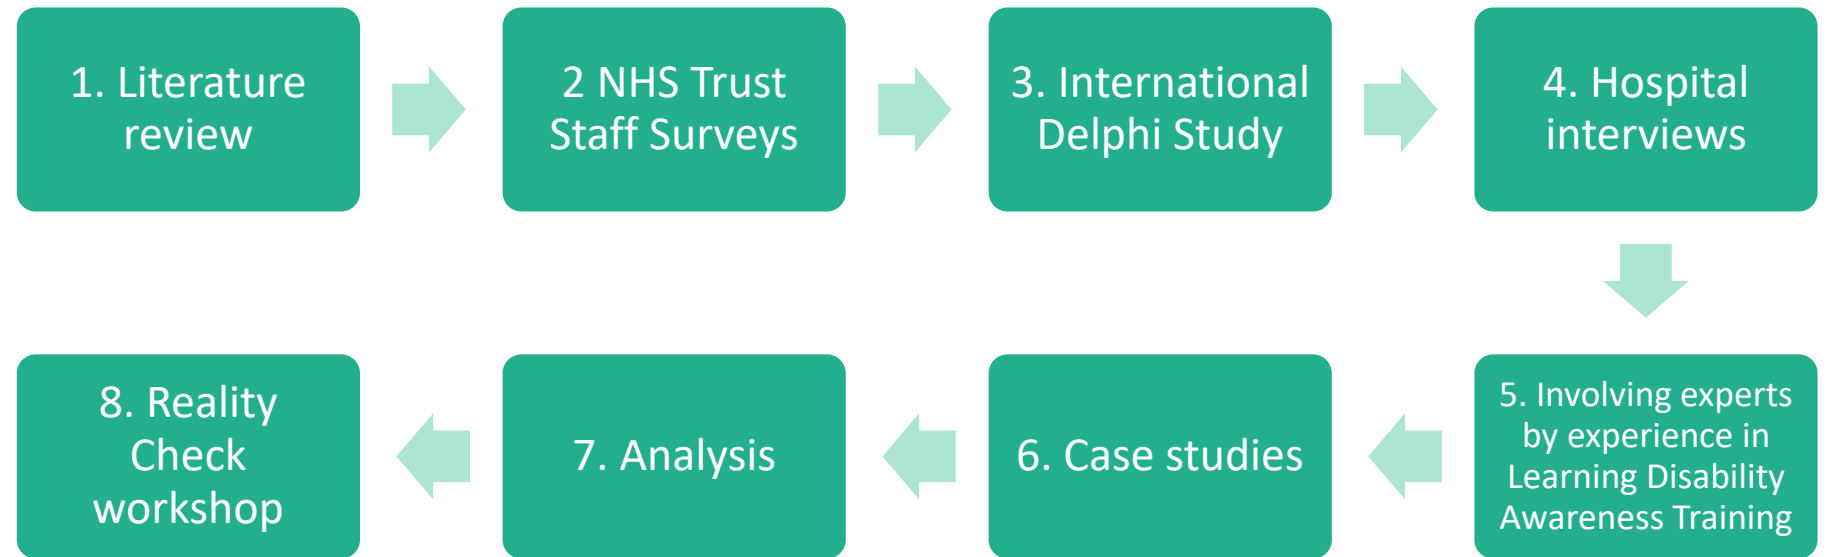 1. Literature
review
2 NHS Trust
Staff Surveys
3. International
Delphi Study
4. Hospital
interviews
5. Involving experts
by experience in
Learning Disability
Awareness Training
6. Case studies
7. Analysis
8. Reality
Check
workshop